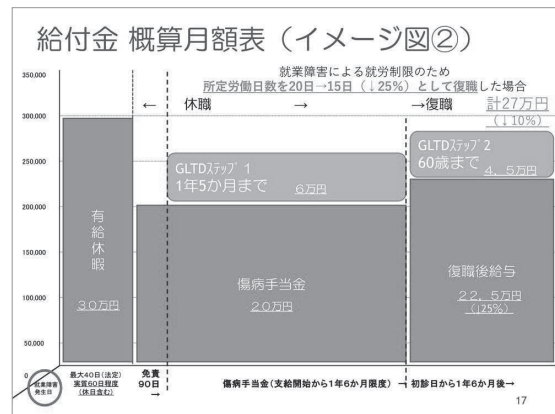 給付金 概算月額表（イメージ図②）
就業障害による就労制限のため
所定労働日数を20日→15日（↓25%）として復職した場合
← 休職 → →復職 計27万円
（↓10%）
350,000
300,000
250,000
200,000
150,000
100,000
50,000
0
有給休暇
30万円
GLTDｽﾃｯﾌﾟ1
1年5か月まで 6万円
傷病手当金
20万円
GLTDｽﾃｯﾌﾟ2
60歳まで 4．5万円
復職後給与
22．5万円
（↓25%）
就業障害
発生日
最大40日（法定）
実質60日程度
（休日含む）
免責
90日
→
傷病手当金（支給開始から1年6か月限度） → 初診日から1年6か月後→
17